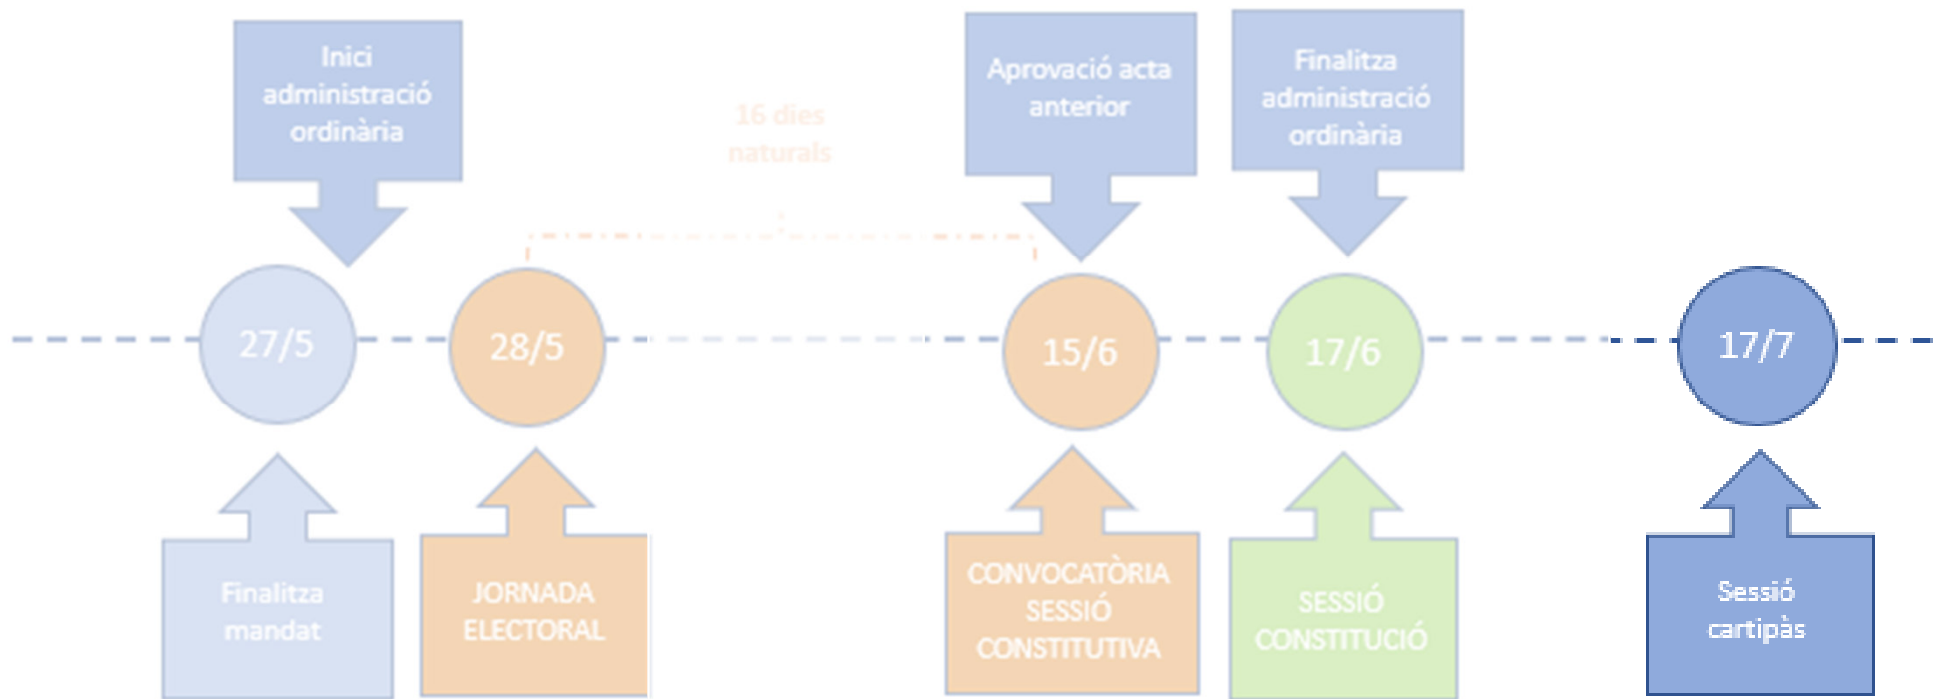 Inici
administració
ordinària
16 dies
naturals
Aprovació acta
anterior
Finalitza
administració
ordinària
27/5
28/5
15/6
17/6
17/7
Finalitza
mandat
JORNADA
ELECTORAL
CONVOCATÒRIA
SESSIÓ
CONSTITUTIVA
SESSIÓ
CONSTITUCIÓ
Sessió
cartipàs